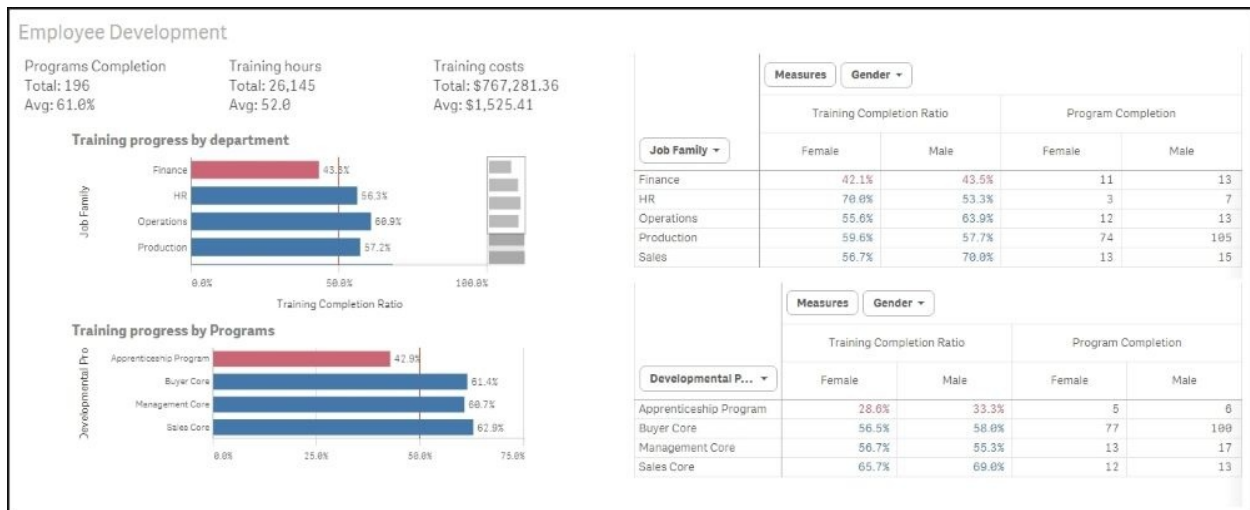 Employee Development
Programs Completion
Total: 196
Avg: 61.0%
Training hours
Total: 26,145
Avg: 52.0
Training costs
Total: $767,281.36
Avg: $1,525.41
Training progress by department
Job Family
Finance 43.3%
HR 56.3%
Operations 60.9%
Production 57.2%
0.0% 50.0% 100.0%
Training Completion Ratio
Training progress by Programs
Developmental Pro
Apprenticeship Program 42.9%
Buyer Core 61.4%
Management Core 60.7%
Sales Core 62.9%
0.0% 25.0% 50.0% 75.0%
Measures Gender
Training Completion Ratio Program Completion
Job Family Female Male Female Male
Finance 42.1% 43.5% 11 13
HR 70.0% 53.3% 3 7
Operations 55.6% 63.9% 12 13
Production 59.6% 57.7% 74 105
Sales 56.7% 70.0% 13 15
Measures Gender
Training Completion Ratio Program Completion
Developmental P... Female Male Female Male
Apprenticeship Program 28.6% 33.3% 5 6
Buyer Core 56.5% 58.0% 77 100
Management Core 56.7% 55.3% 13 17
Sales Core 65.7% 69.0% 12 13